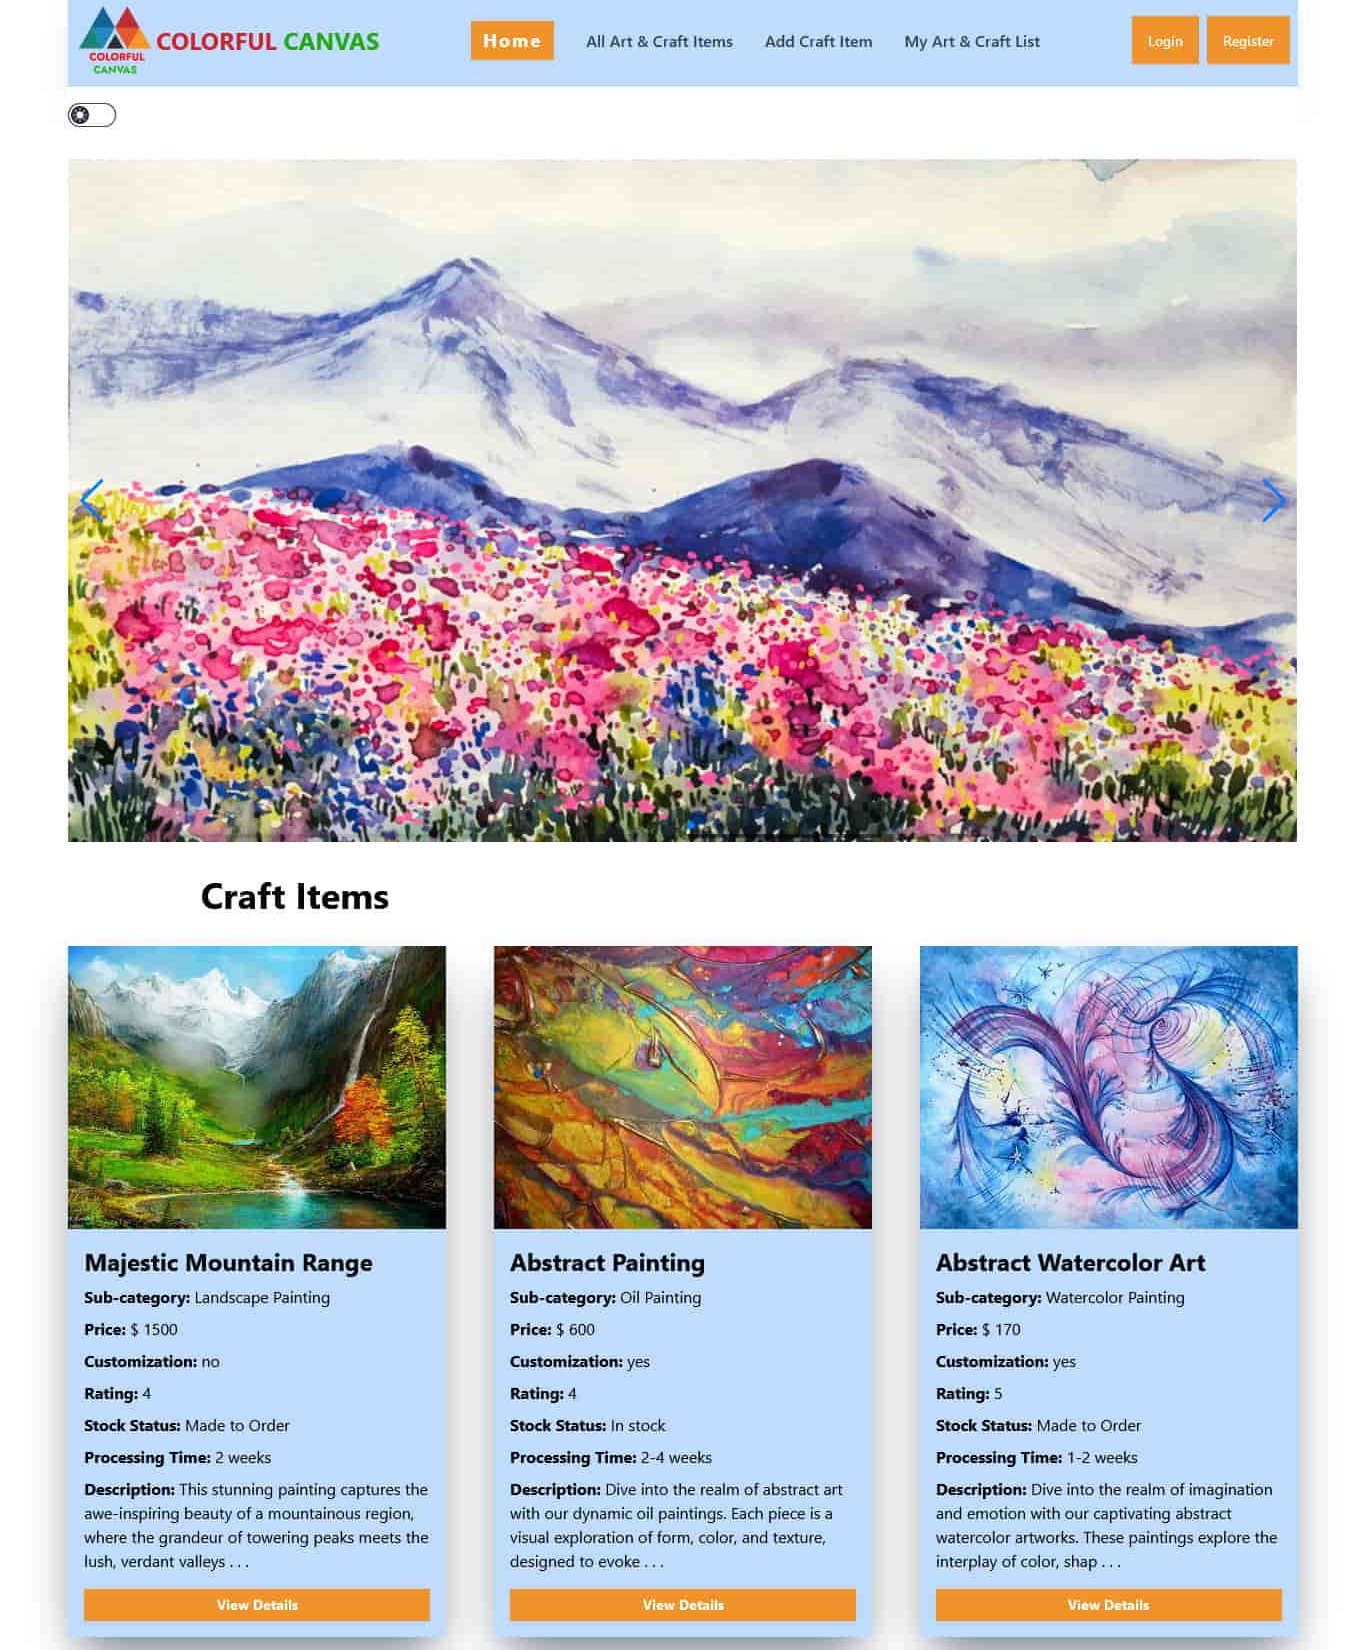 COLORFUL
CANVAS
COLORFUL CANVAS
Home
All Art & Craft Items
Add Craft Item
My Art & Craft List
Login
Register
Craft Items
Majestic Mountain Range
Sub-category: Landscape Painting
Price: $ 1500
Customization: no
Rating: 4
Stock Status: Made to Order
Processing Time: 2 weeks
Description: This stunning painting captures the
awe-inspiring beauty of a mountainous region,
where the grandeur of towering peaks meets the
lush, verdant valleys . . .
View Details
Abstract Painting
Sub-category: Oil Painting
Price: $ 600
Customization: yes
Rating: 4
Stock Status: In stock
Processing Time: 2-4 weeks
Description: Dive into the realm of abstract art
with our dynamic oil paintings. Each piece is a
visual exploration of form, color, and texture,
designed to evoke . . .
View Details
Abstract Watercolor Art
Sub-category: Watercolor Painting
Price: $ 170
Customization: yes
Rating: 5
Stock Status: Made to Order
Processing Time: 1-2 weeks
Description: Dive into the realm of imagination
and emotion with our captivating abstract
watercolor artworks. These paintings explore the
interplay of color, shap . . .
View Details